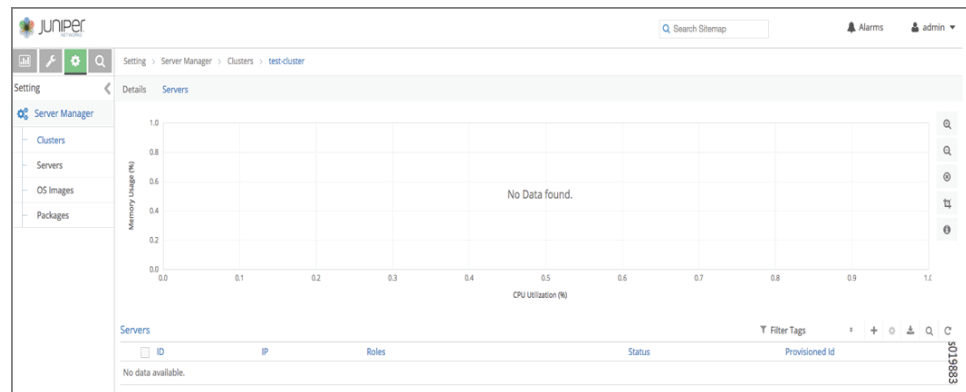 JUNIPER
NETWORKS
Search Sitemap
Alarms
admin
Setting > Server Manager > Clusters > test-cluster
Setting
Details Servers
Server Manager
Clusters
Servers
OS Images
Packages
Memory Usage (%)
1.0
0.8
0.6
0.4
0.2
0.0
No Data found.
0.0 0.1 0.2 0.3 0.4 0.5 0.6 0.7 0.8 0.9 1.0
CPU Utilization (%)
Servers
Filter Tags
ID IP Roles Status Provisioned Id
No data available.
s019883